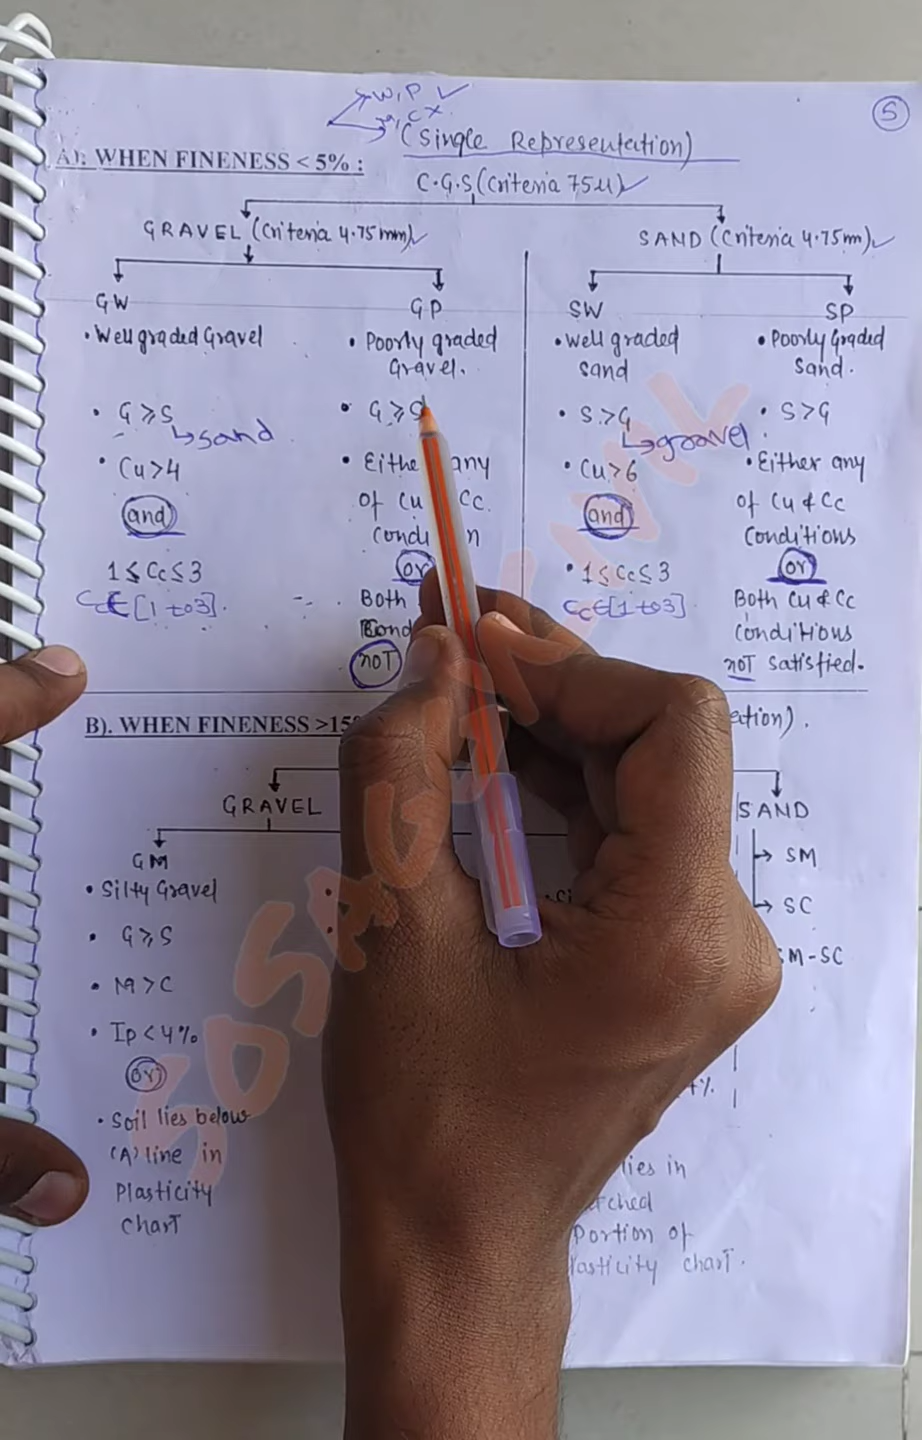 W, P ✓
M, C ×
5
(Single Representation)
A). WHEN FINENESS < 5% :
C.G.S (Criteria 75µ) ✓
GRAVEL (Criteria 4.75mm) ✓
SAND (Criteria 4.75mm) ✓
GW
• Well graded Gravel
• G ≥ S
↳ sand
• Cu > 4
and
1 ≤ Cc ≤ 3
Cc ∈ [1 to 3].
GP
• Poorly graded
Gravel.
• G ≥ S
any
of Cu Cc
or
Both
noT
SW
• Well graded
sand
• S > G
↳ gravel
• Cu > 6
and
• 1 ≤ Cc ≤ 3
Cc ∈ [1 to 3]
SP
• Poorly Graded
Sand.
• S > G
• Either any
of Cu & Cc
Conditions
or
Both Cu & Cc
Conditions
noT satisfied.
B). WHEN FINENESS >15
GRAVEL
SAND
GM
• Silty Gravel
• G ≥ S
• M > C
• Ip < 4%
or
• Soil lies below
(A) line in
Plasticity
chart
SM
SC
SM-SC
%.
lies in
Portion of
chart.
SOSAGAR